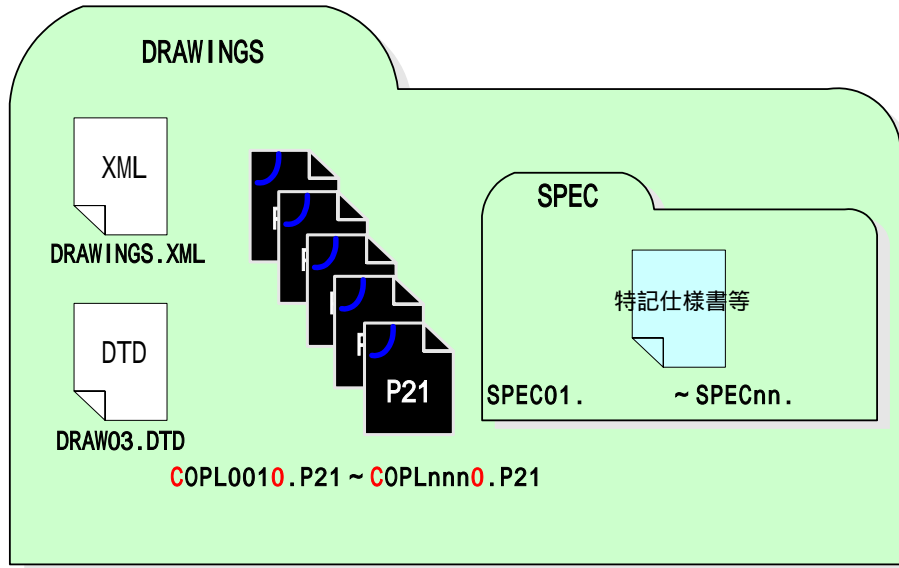 DRAWINGS
XML
DRAWINGS.XML
DTD
DRAW03.DTD
P21
COPL0010.P21～COPLnnn0.P21
SPEC
特記仕様書等
SPEC01. ～SPECnn.